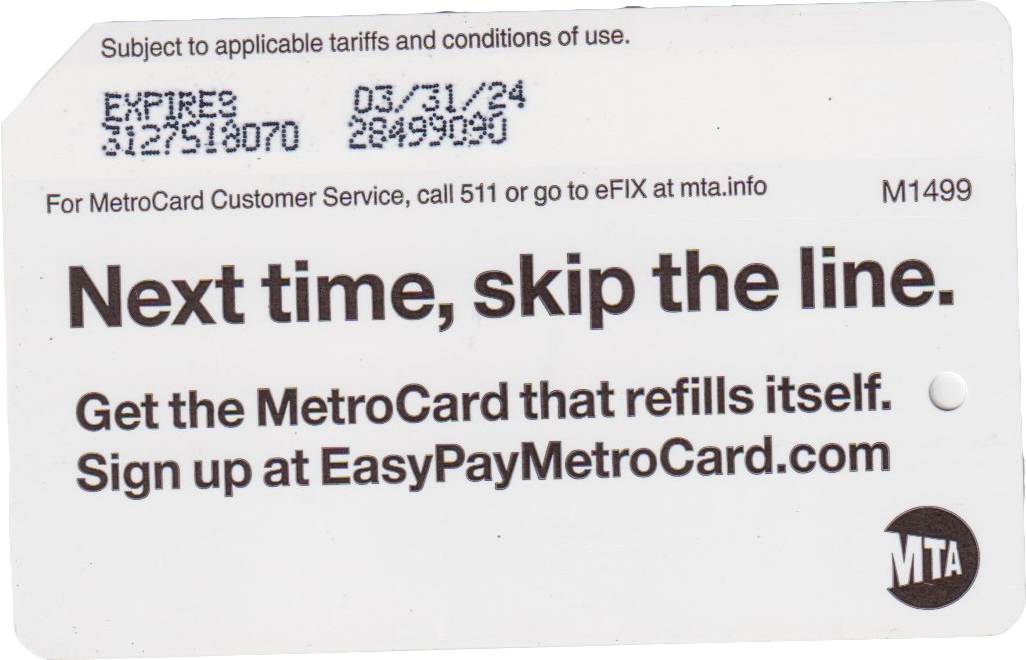 Subject to applicable tariffs and conditions of use.
EXPIRES 03/31/24
3127518070 28499090
For MetroCard Customer Service, call 511 or go to eFIX at mta.info M1499
Next time, skip the line.
Get the MetroCard that refills itself.
Sign up at EasyPayMetroCard.com
MTA